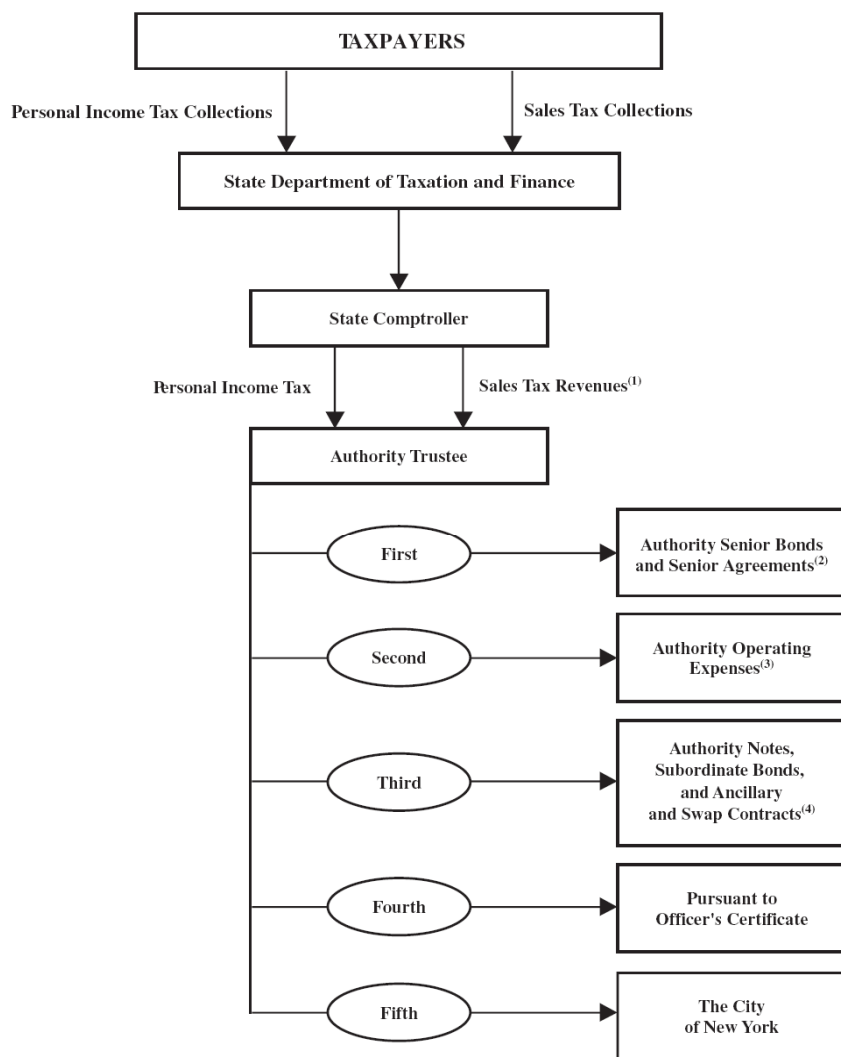 TAXPAYERS
Personal Income Tax Collections
Sales Tax Collections
State Department of Taxation and Finance
State Comptroller
Personal Income Tax
Sales Tax Revenues(1)
Authority Trustee
First
Authority Senior Bonds
and Senior Agreements(2)
Second
Authority Operating
Expenses(3)
Third
Authority Notes,
Subordinate Bonds,
and Ancillary
and Swap Contracts(4)
Fourth
Pursuant to
Officer's Certificate
Fifth
The City
of New York